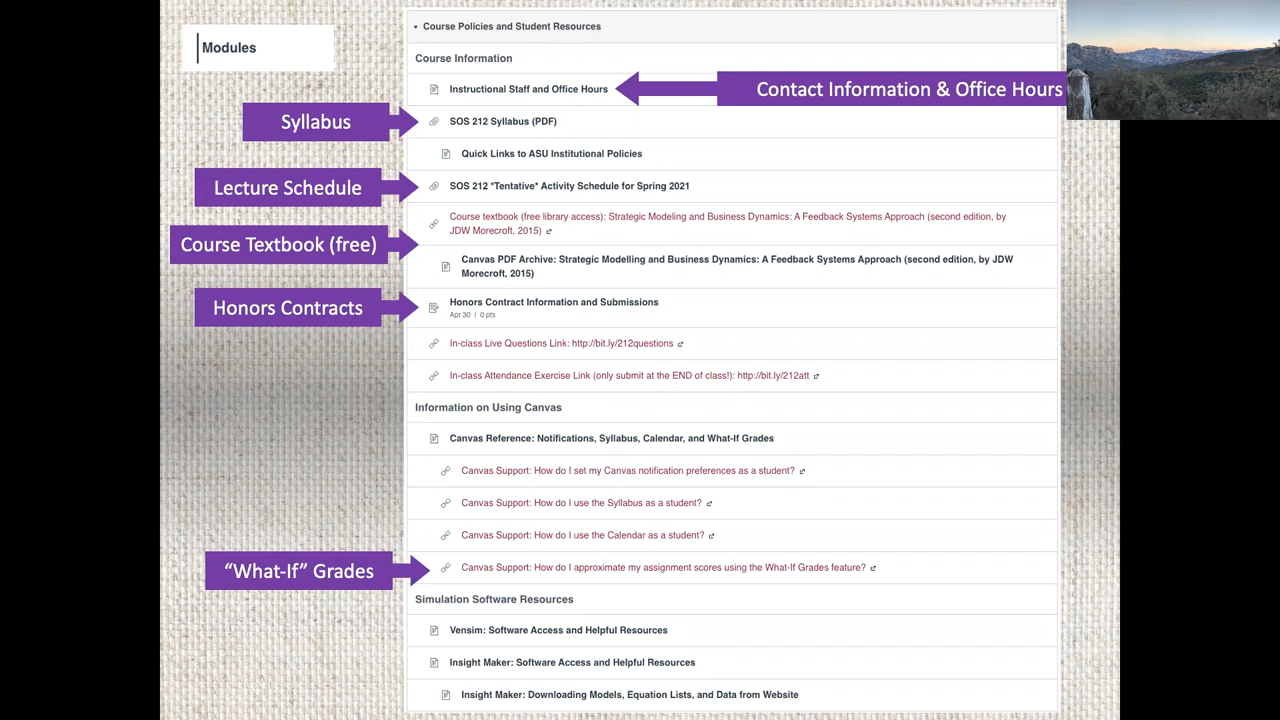 Modules
Course Policies and Student Resources
Course Information
Instructional Staff and Office Hours
Contact Information & Office Hours
Syllabus
SOS 212 Syllabus (PDF)
Quick Links to ASU Institutional Policies
Lecture Schedule
SOS 212 *Tentative* Activity Schedule for Spring 2021
Course textbook (free library access): Strategic Modeling and Business Dynamics: A Feedback Systems Approach (second edition, by
JDW Morecroft, 2015)
Course Textbook (free)
Canvas PDF Archive: Strategic Modelling and Business Dynamics: A Feedback Systems Approach (second edition, by JDW
Morecroft, 2015)
Honors Contracts
Honors Contract Information and Submissions
Apr 30 | 0 pts
In-class Live Questions Link: http://bit.ly/212questions
In-class Attendance Exercise Link (only submit at the END of class!): http://bit.ly/212att
Information on Using Canvas
Canvas Reference: Notifications, Syllabus, Calendar, and What-If Grades
Canvas Support: How do I set my Canvas notification preferences as a student?
Canvas Support: How do I use the Syllabus as a student?
Canvas Support: How do I use the Calendar as a student?
“What-If” Grades
Canvas Support: How do I approximate my assignment scores using the What-If Grades feature?
Simulation Software Resources
Vensim: Software Access and Helpful Resources
Insight Maker: Software Access and Helpful Resources
Insight Maker: Downloading Models, Equation Lists, and Data from Website